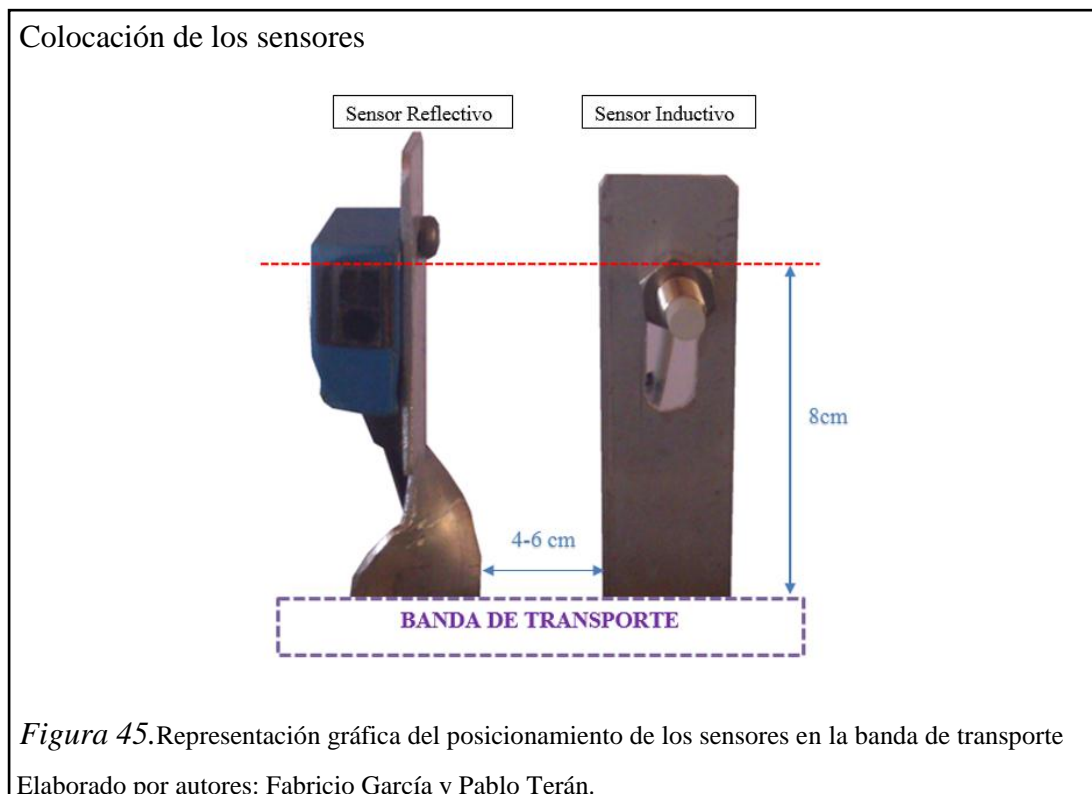 Colocación de los sensores
Sensor Reflectivo
Sensor Inductivo
8cm
4-6 cm
BANDA DE TRANSPORTE
Figura 45.Representación gráfica del posicionamiento de los sensores en la banda de transporte
Elaborado por autores: Fabricio García y Pablo Terán.